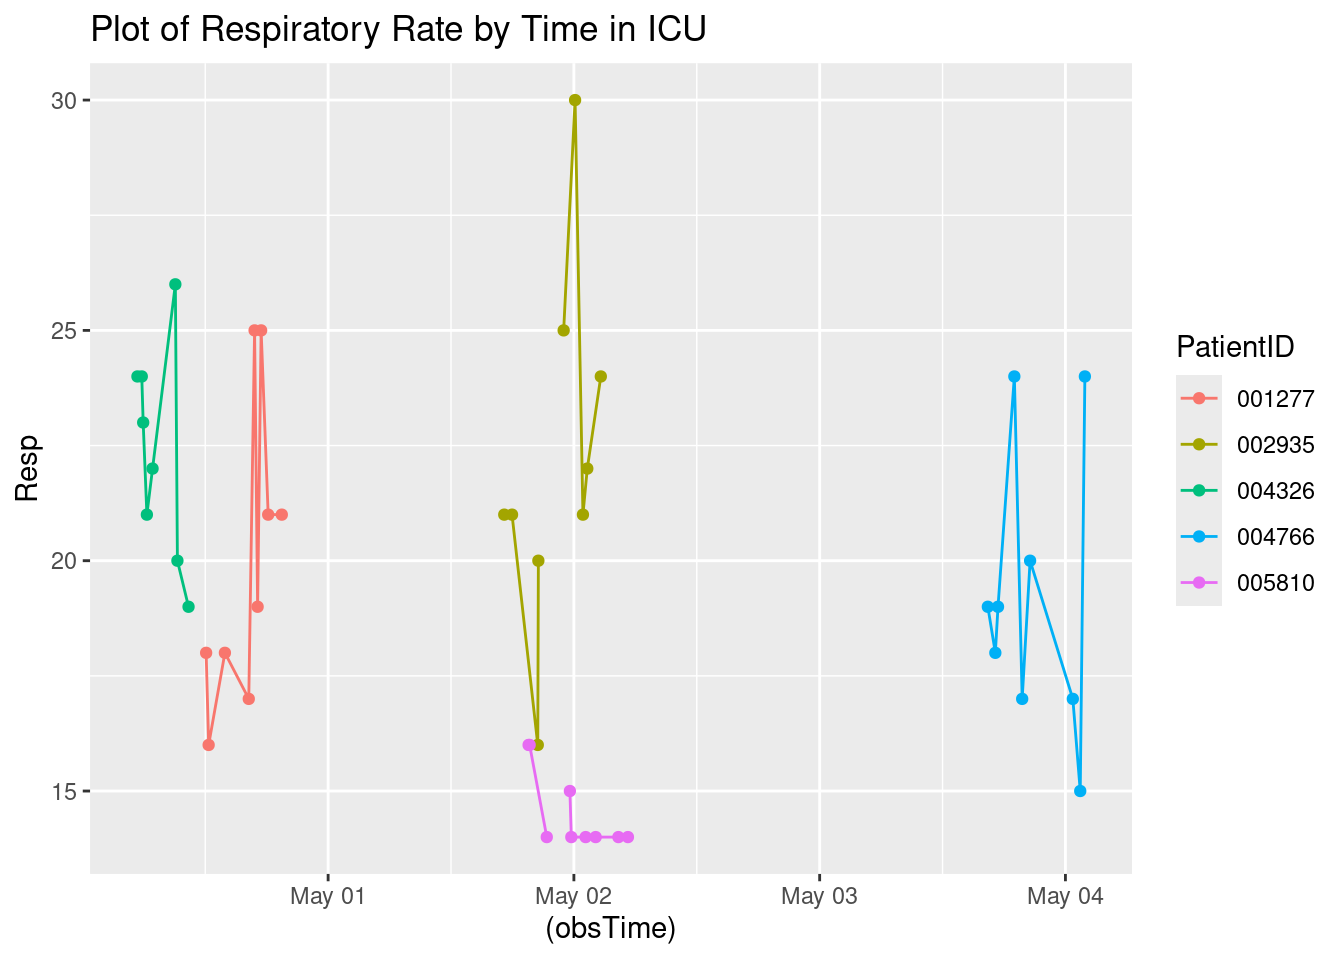 Plot of Respiratory Rate by Time in ICU
30
25
20
15
Resp
May 01
May 02
May 03
May 04
(obsTime)
PatientID
001277
002935
004326
004766
005810